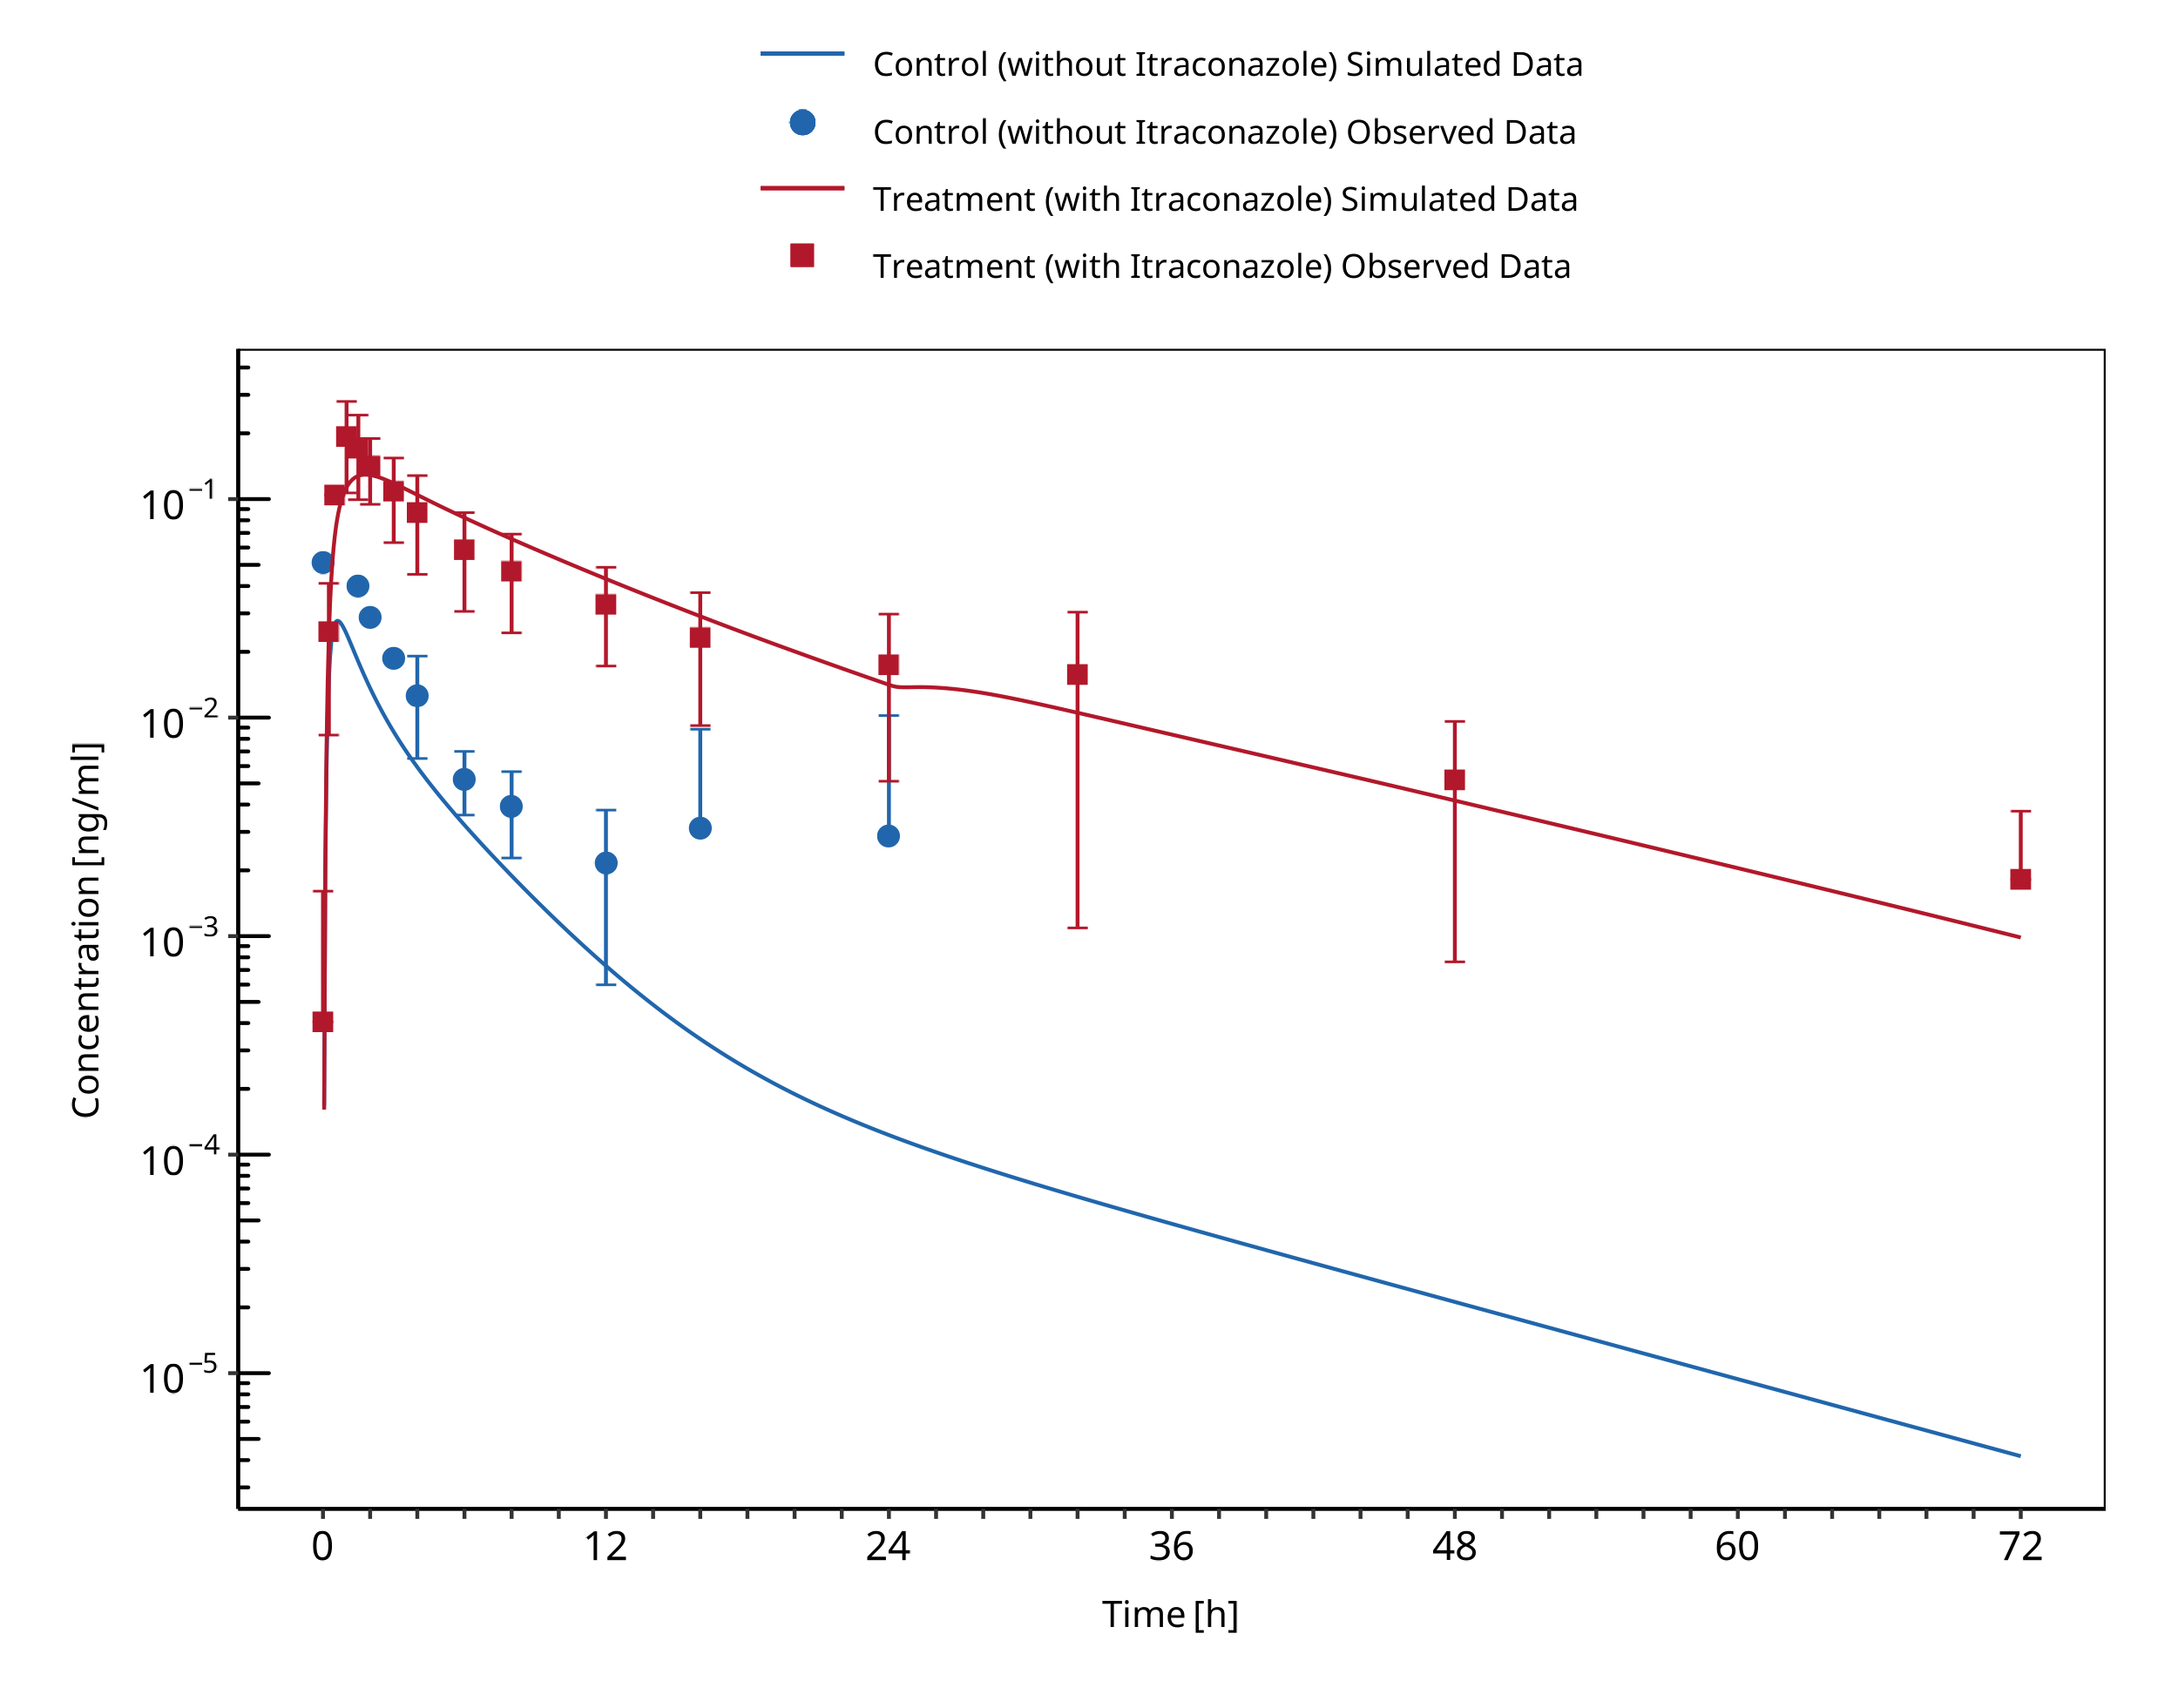 Control (without Itraconazole) Simulated Data
Control (without Itraconazole) Observed Data
Treatment (with Itraconazole) Simulated Data
Treatment (with Itraconazole) Observed Data
10⁻¹
10⁻²
10⁻³
10⁻⁴
10⁻⁵
Concentration [ng/ml]
0 12 24 36 48 60 72
Time [h]